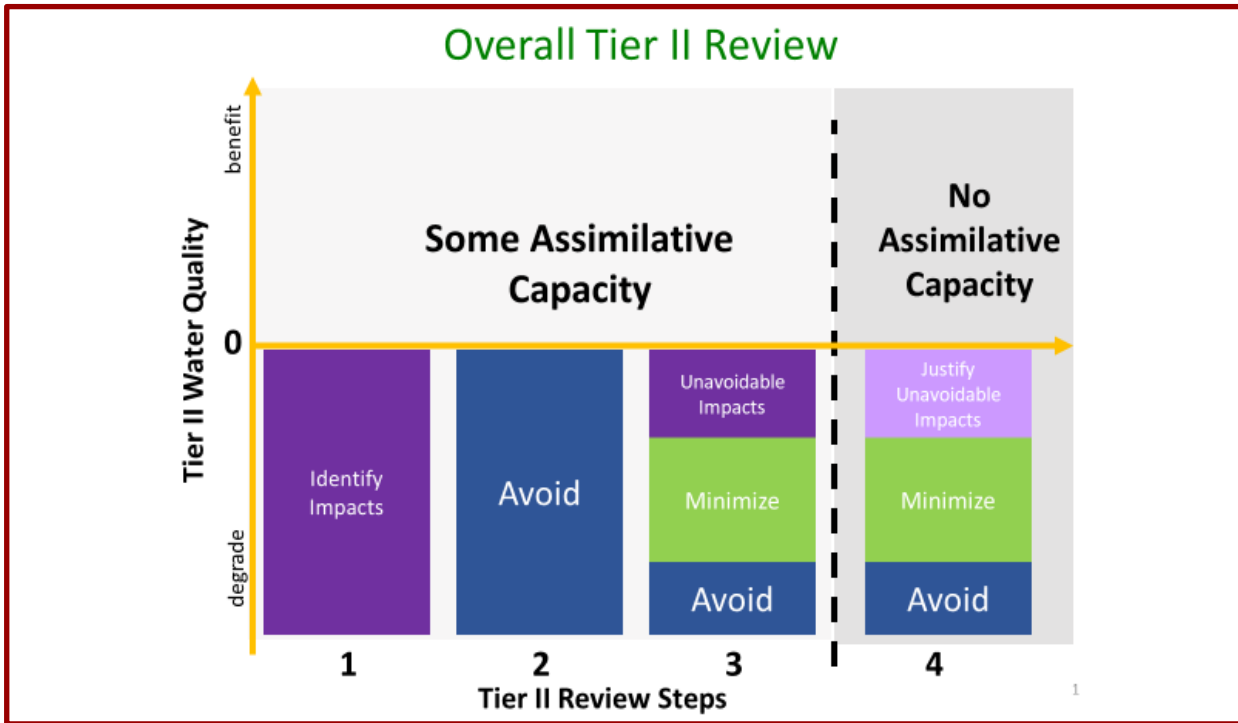 Overall Tier II Review
benefit
Tier II Water Quality
degrade
0
Some Assimilative
Capacity
No
Assimilative
Capacity
Identify
Impacts
Avoid
Unavoidable
Impacts
Minimize
Avoid
Justify
Unavoidable
Impacts
Minimize
Avoid
1
2
3
4
Tier II Review Steps
1